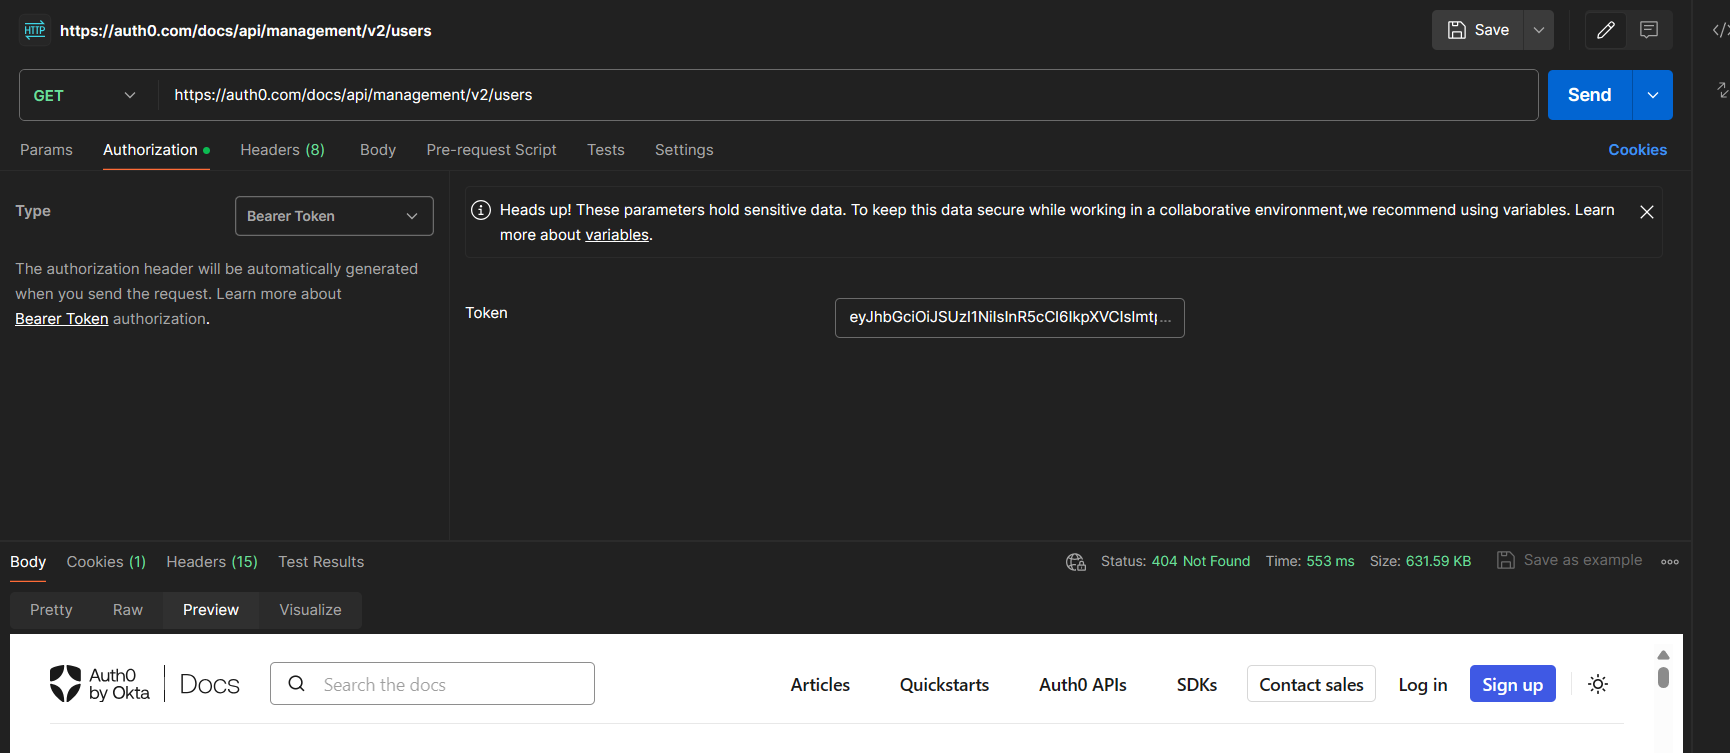 HTTP https://auth0.com/docs/api/management/v2/users Save
GET https://auth0.com/docs/api/management/v2/users Send
Params Authorization Headers (8) Body Pre-request Script Tests Settings Cookies
Type Bearer Token
The authorization header will be automatically generated
when you send the request. Learn more about
Bearer Token authorization.
Heads up! These parameters hold sensitive data. To keep this data secure while working in a collaborative environment,we recommend using variables. Learn
more about variables.
Token eyJhbGciOiJSUzI1NiIsInR5cCI6IkpXVCIsImtp...
Body Cookies (1) Headers (15) Test Results Status: 404 Not Found Time: 553 ms Size: 631.59 KB Save as example
Pretty Raw Preview Visualize
Auth0
by Okta
Docs Search the docs Articles Quickstarts Auth0 APIs SDKs Contact sales Log in Sign up